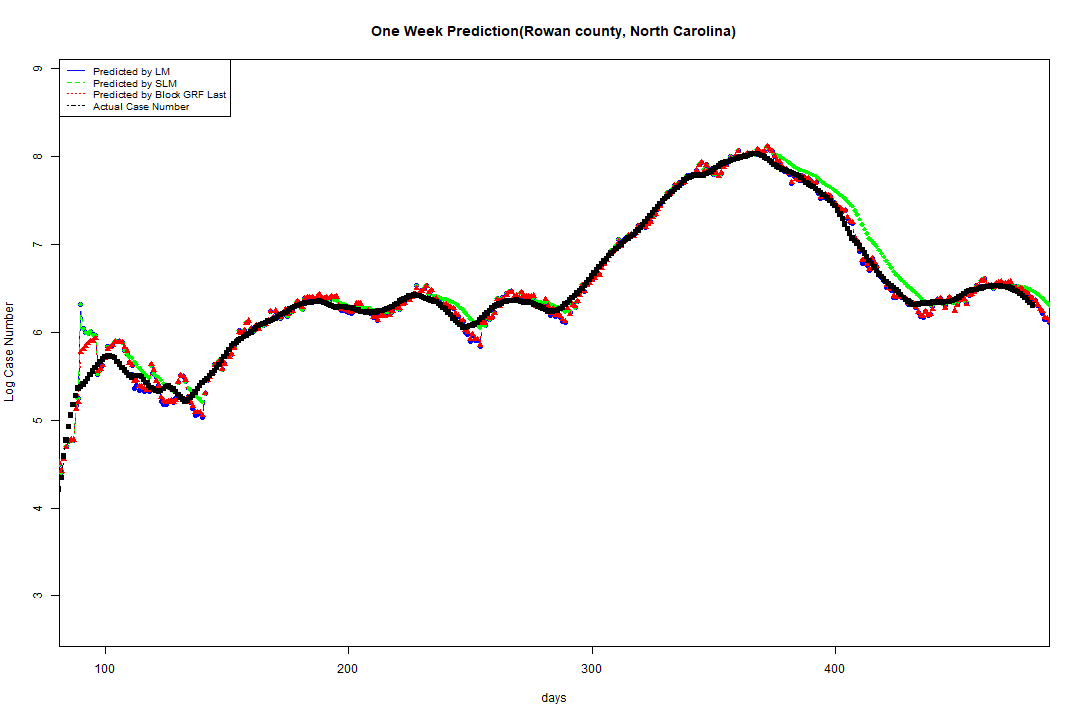 One Week Prediction(Rowan county, North Carolina)
Predicted by LM
Predicted by SLM
Predicted by Block GRF Last
Actual Case Number
Log Case Number
9
8
7
6
5
4
3
100 200 300 400
days